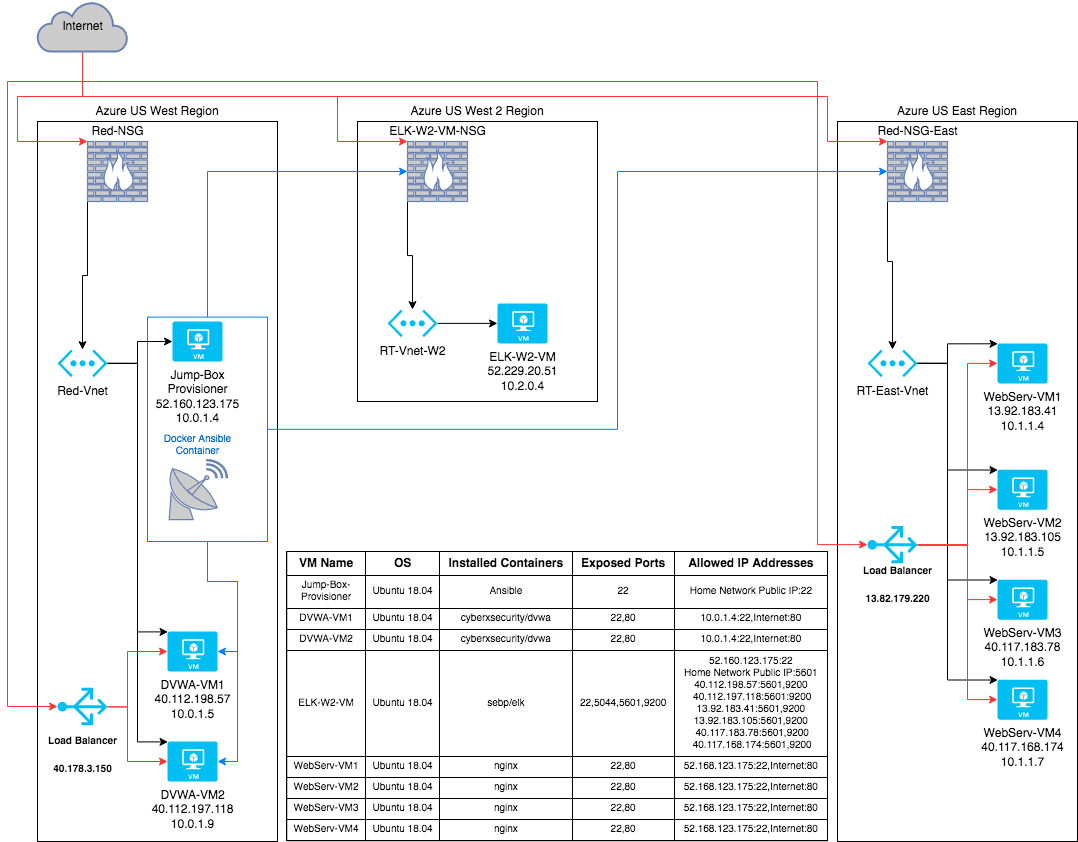 Internet
Azure US West Region
Azure US West 2 Region
Azure US East Region
Red-NSG
ELK-W2-VM-NSG
Red-NSG-East
Red-Vnet
VM
Jump-Box
Provisioner
52.160.123.175
10.0.1.4
Docker Ansible
Container
RT-Vnet-W2
VM
ELK-W2-VM
52.229.20.51
10.2.0.4
RT-East-Vnet
VM
WebServ-VM1
13.92.183.41
10.1.1.4
VM
WebServ-VM2
13.92.183.105
10.1.1.5
Load Balancer
13.82.179.220
VM
WebServ-VM3
40.117.183.78
10.1.1.6
VM
WebServ-VM4
40.117.168.174
10.1.1.7
VM
DVWA-VM1
40.112.198.57
10.0.1.5
Load Balancer
40.178.3.150
VM
DVWA-VM2
40.112.197.118
10.0.1.9
VM Name OS Installed Containers Exposed Ports Allowed IP Addresses
Jump-Box-
Provisioner Ubuntu 18.04 Ansible 22 Home Network Public IP:22
DVWA-VM1 Ubuntu 18.04 cyberxsecurity/dvwa 22,80 10.0.1.4:22,Internet:80
DVWA-VM2 Ubuntu 18.04 cyberxsecurity/dvwa 22,80 10.0.1.4:22,Internet:80
ELK-W2-VM Ubuntu 18.04 sebp/elk 22,5044,5601,9200 52.160.123.175:22
Home Network Public IP:5601
40.112.198.57:5601,9200
40.112.197.118:5601:9200
13.92.183.41:5601,9200
13.92.183.105:5601,9200
40.117.183.78:5601,9200
40.117.168.174:5601,9200
WebServ-VM1 Ubuntu 18.04 nginx 22,80 52.168.123.175:22,Internet:80
WebServ-VM2 Ubuntu 18.04 nginx 22,80 52.168.123.175:22,Internet:80
WebServ-VM3 Ubuntu 18.04 nginx 22,80 52.168.123.175:22,Internet:80
WebServ-VM4 Ubuntu 18.04 nginx 22,80 52.168.123.175:22,Internet:80